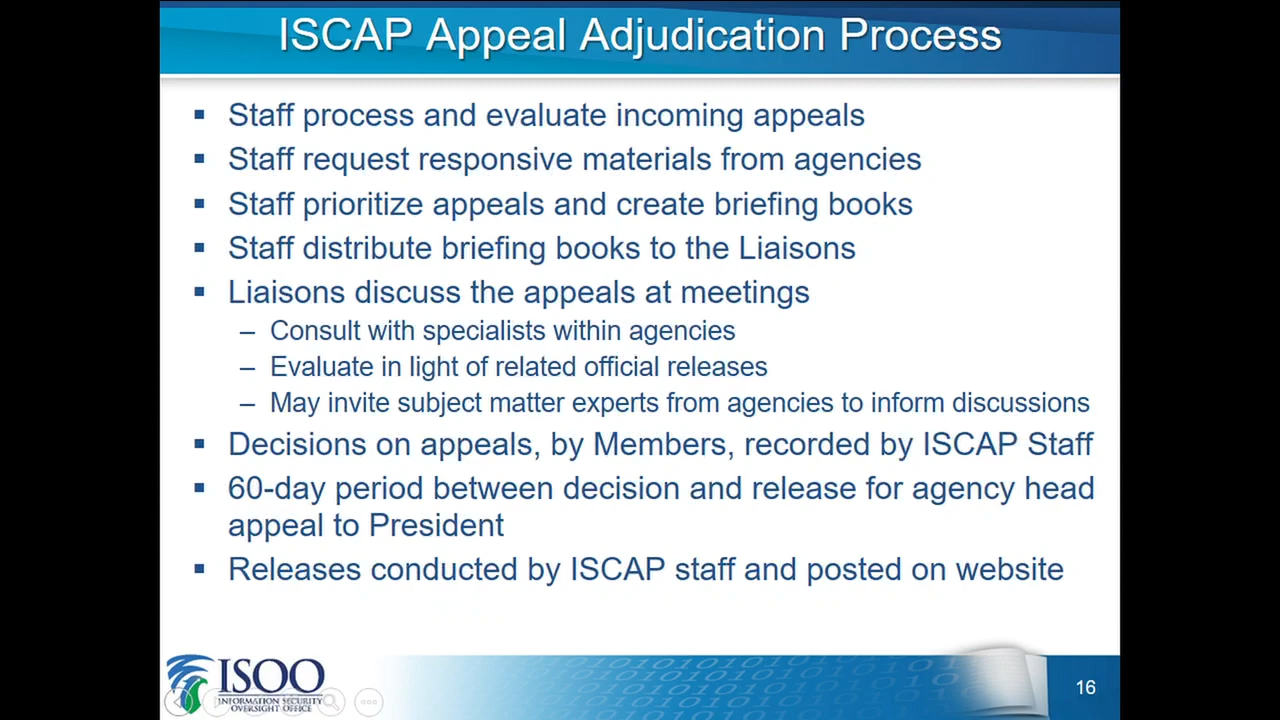 ISCAP Appeal Adjudication Process
▪ Staff process and evaluate incoming appeals
▪ Staff request responsive materials from agencies
▪ Staff prioritize appeals and create briefing books
▪ Staff distribute briefing books to the Liaisons
▪ Liaisons discuss the appeals at meetings
– Consult with specialists within agencies
– Evaluate in light of related official releases
– May invite subject matter experts from agencies to inform discussions
▪ Decisions on appeals, by Members, recorded by ISCAP Staff
▪ 60-day period between decision and release for agency head
appeal to President
▪ Releases conducted by ISCAP staff and posted on website
ISOO
INFORMATION SECURITY
OVERSIGHT OFFICE
16